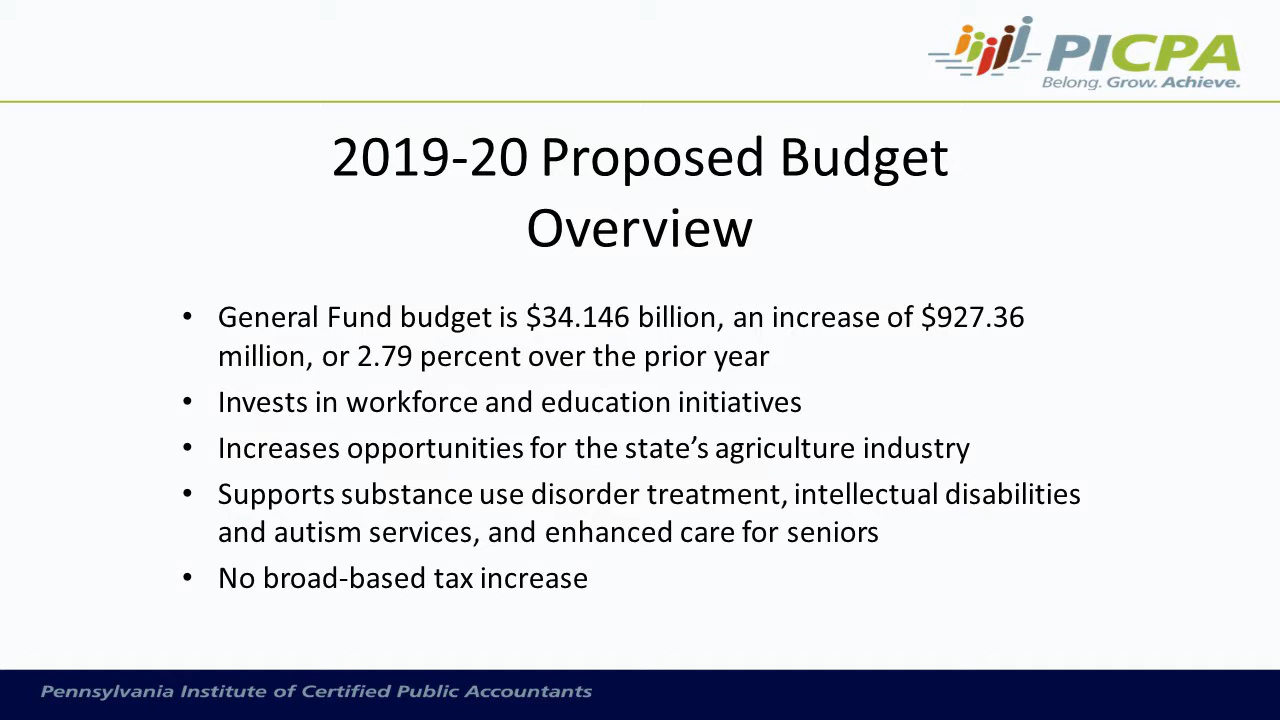 PICPA
Belong. Grow. Achieve.
2019-20 Proposed Budget
Overview
• General Fund budget is $34.146 billion, an increase of $927.36
million, or 2.79 percent over the prior year
• Invests in workforce and education initiatives
• Increases opportunities for the state’s agriculture industry
• Supports substance use disorder treatment, intellectual disabilities
and autism services, and enhanced care for seniors
• No broad-based tax increase
Pennsylvania Institute of Certified Public Accountants